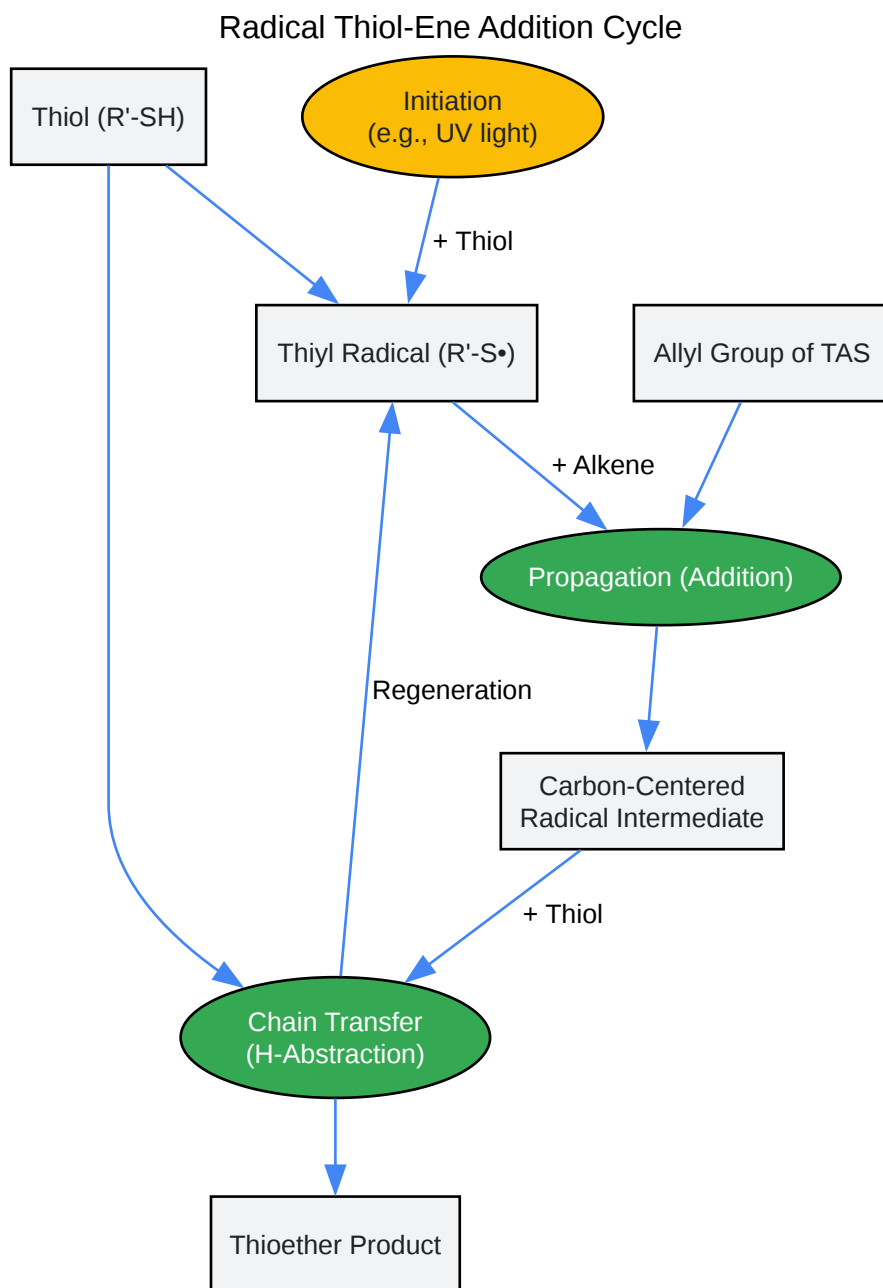 Radical Thiol-Ene Addition Cycle
Thiol (R'-SH)
Initiation
(e.g., UV light)
+ Thiol
Thiyl Radical (R'-S•)
Allyl Group of TAS
+ Alkene
Propagation (Addition)
Regeneration
Carbon-Centered
Radical Intermediate
+ Thiol
Chain Transfer
(H-Abstraction)
Thioether Product